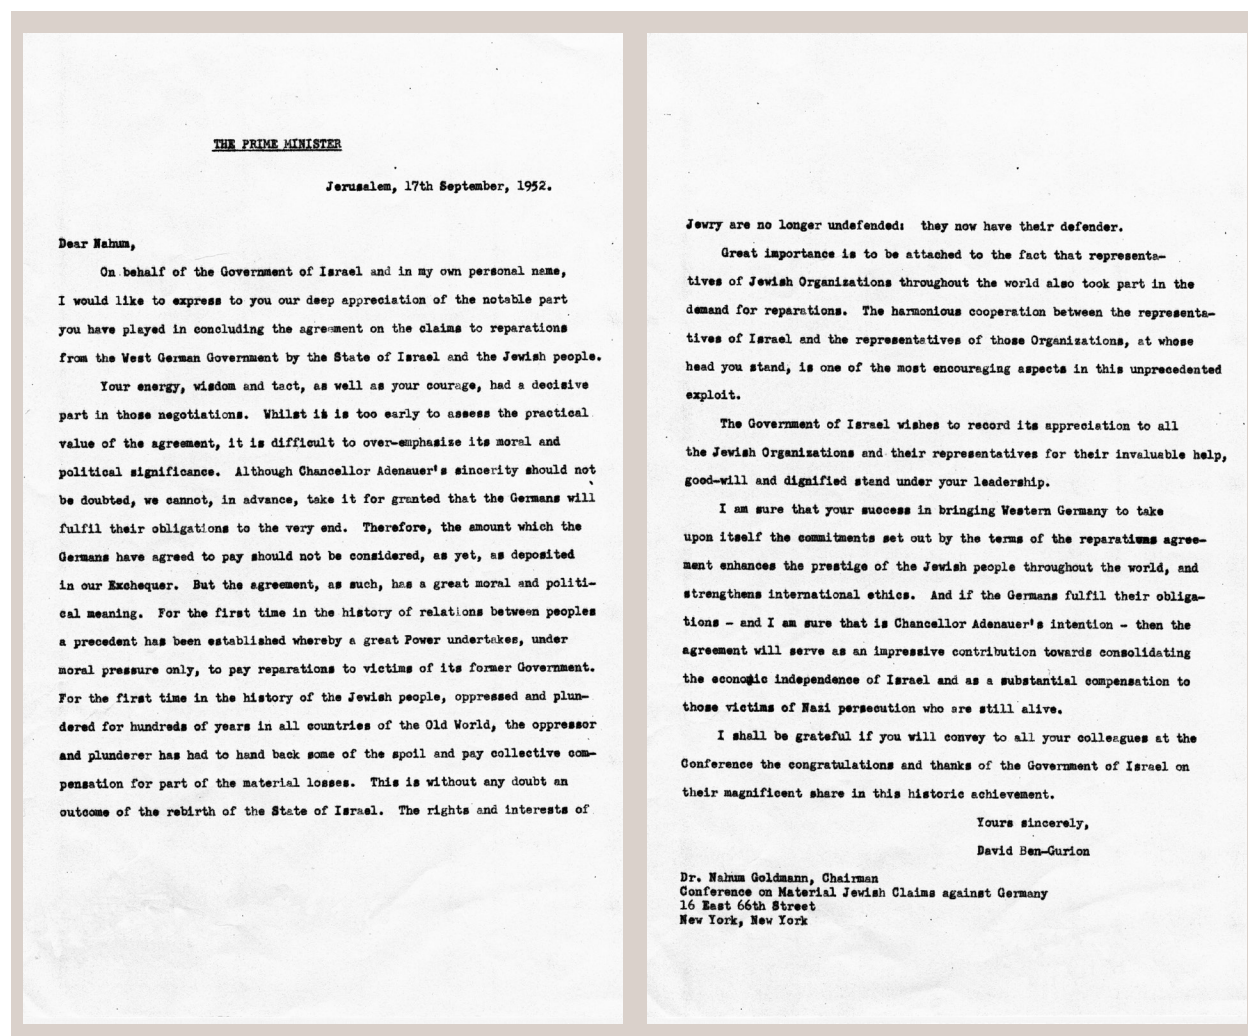 THE PRIME MINISTER
Jerusalem, 17th September, 1952.
Dear Nahum,
On behalf of the Government of Israel and in my own personal name,
I would like to express to you our deep appreciation of the notable part
you have played in concluding the agreement on the claims to reparations
from the West German Government by the State of Israel and the Jewish people.
Your energy, wisdom and tact, as well as your courage, had a decisive
part in those negotiations. Whilst it is too early to assess the practical
value of the agreement, it is difficult to over-emphasize its moral and
political significance. Although Chancellor Adenauer's sincerity should not
be doubted, we cannot, in advance, take it for granted that the Germans will
fulfil their obligations to the very end. Therefore, the amount which the
Germans have agreed to pay should not be considered, as yet, as deposited
in our Exchequer. But the agreement, as such, has a great moral and politi-
cal meaning. For the first time in the history of relations between peoples
a precedent has been established whereby a great Power undertakes, under
moral pressure only, to pay reparations to victims of its former Government.
For the first time in the history of the Jewish people, oppressed and plun-
dered for hundreds of years in all countries of the Old World, the oppressor
and plunderer has had to hand back some of the spoil and pay collective com-
pensation for part of the material losses. This is without any doubt an
outcome of the rebirth of the State of Israel. The rights and interests of
Jewry are no longer undefended: they now have their defender.
Great importance is to be attached to the fact that representa-
tives of Jewish Organizations throughout the world also took part in the
demand for reparations. The harmonious cooperation between the representa-
tives of Israel and the representatives of those Organizations, at whose
head you stand, is one of the most encouraging aspects in this unprecedented
exploit.
The Government of Israel wishes to record its appreciation to all
the Jewish Organizations and their representatives for their invaluable help,
good-will and dignified stand under your leadership.
I am sure that your success in bringing Western Germany to take
upon itself the commitments set out by the terms of the reparations agree-
ment enhances the prestige of the Jewish people throughout the world, and
strengthens international ethics. And if the Germans fulfil their obliga-
tions - and I am sure that is Chancellor Adenauer's intention - then the
agreement will serve as an impressive contribution towards consolidating
the economic independence of Israel and as a substantial compensation to
those victims of Nazi persecution who are still alive.
I shall be grateful if you will convey to all your colleagues at the
Conference the congratulations and thanks of the Government of Israel on
their magnificent share in this historic achievement.
Yours sincerely,
David Ben-Gurion
Dr. Nahum Goldmann, Chairman
Conference on Material Jewish Claims against Germany
16 East 66th Street
New York, New York